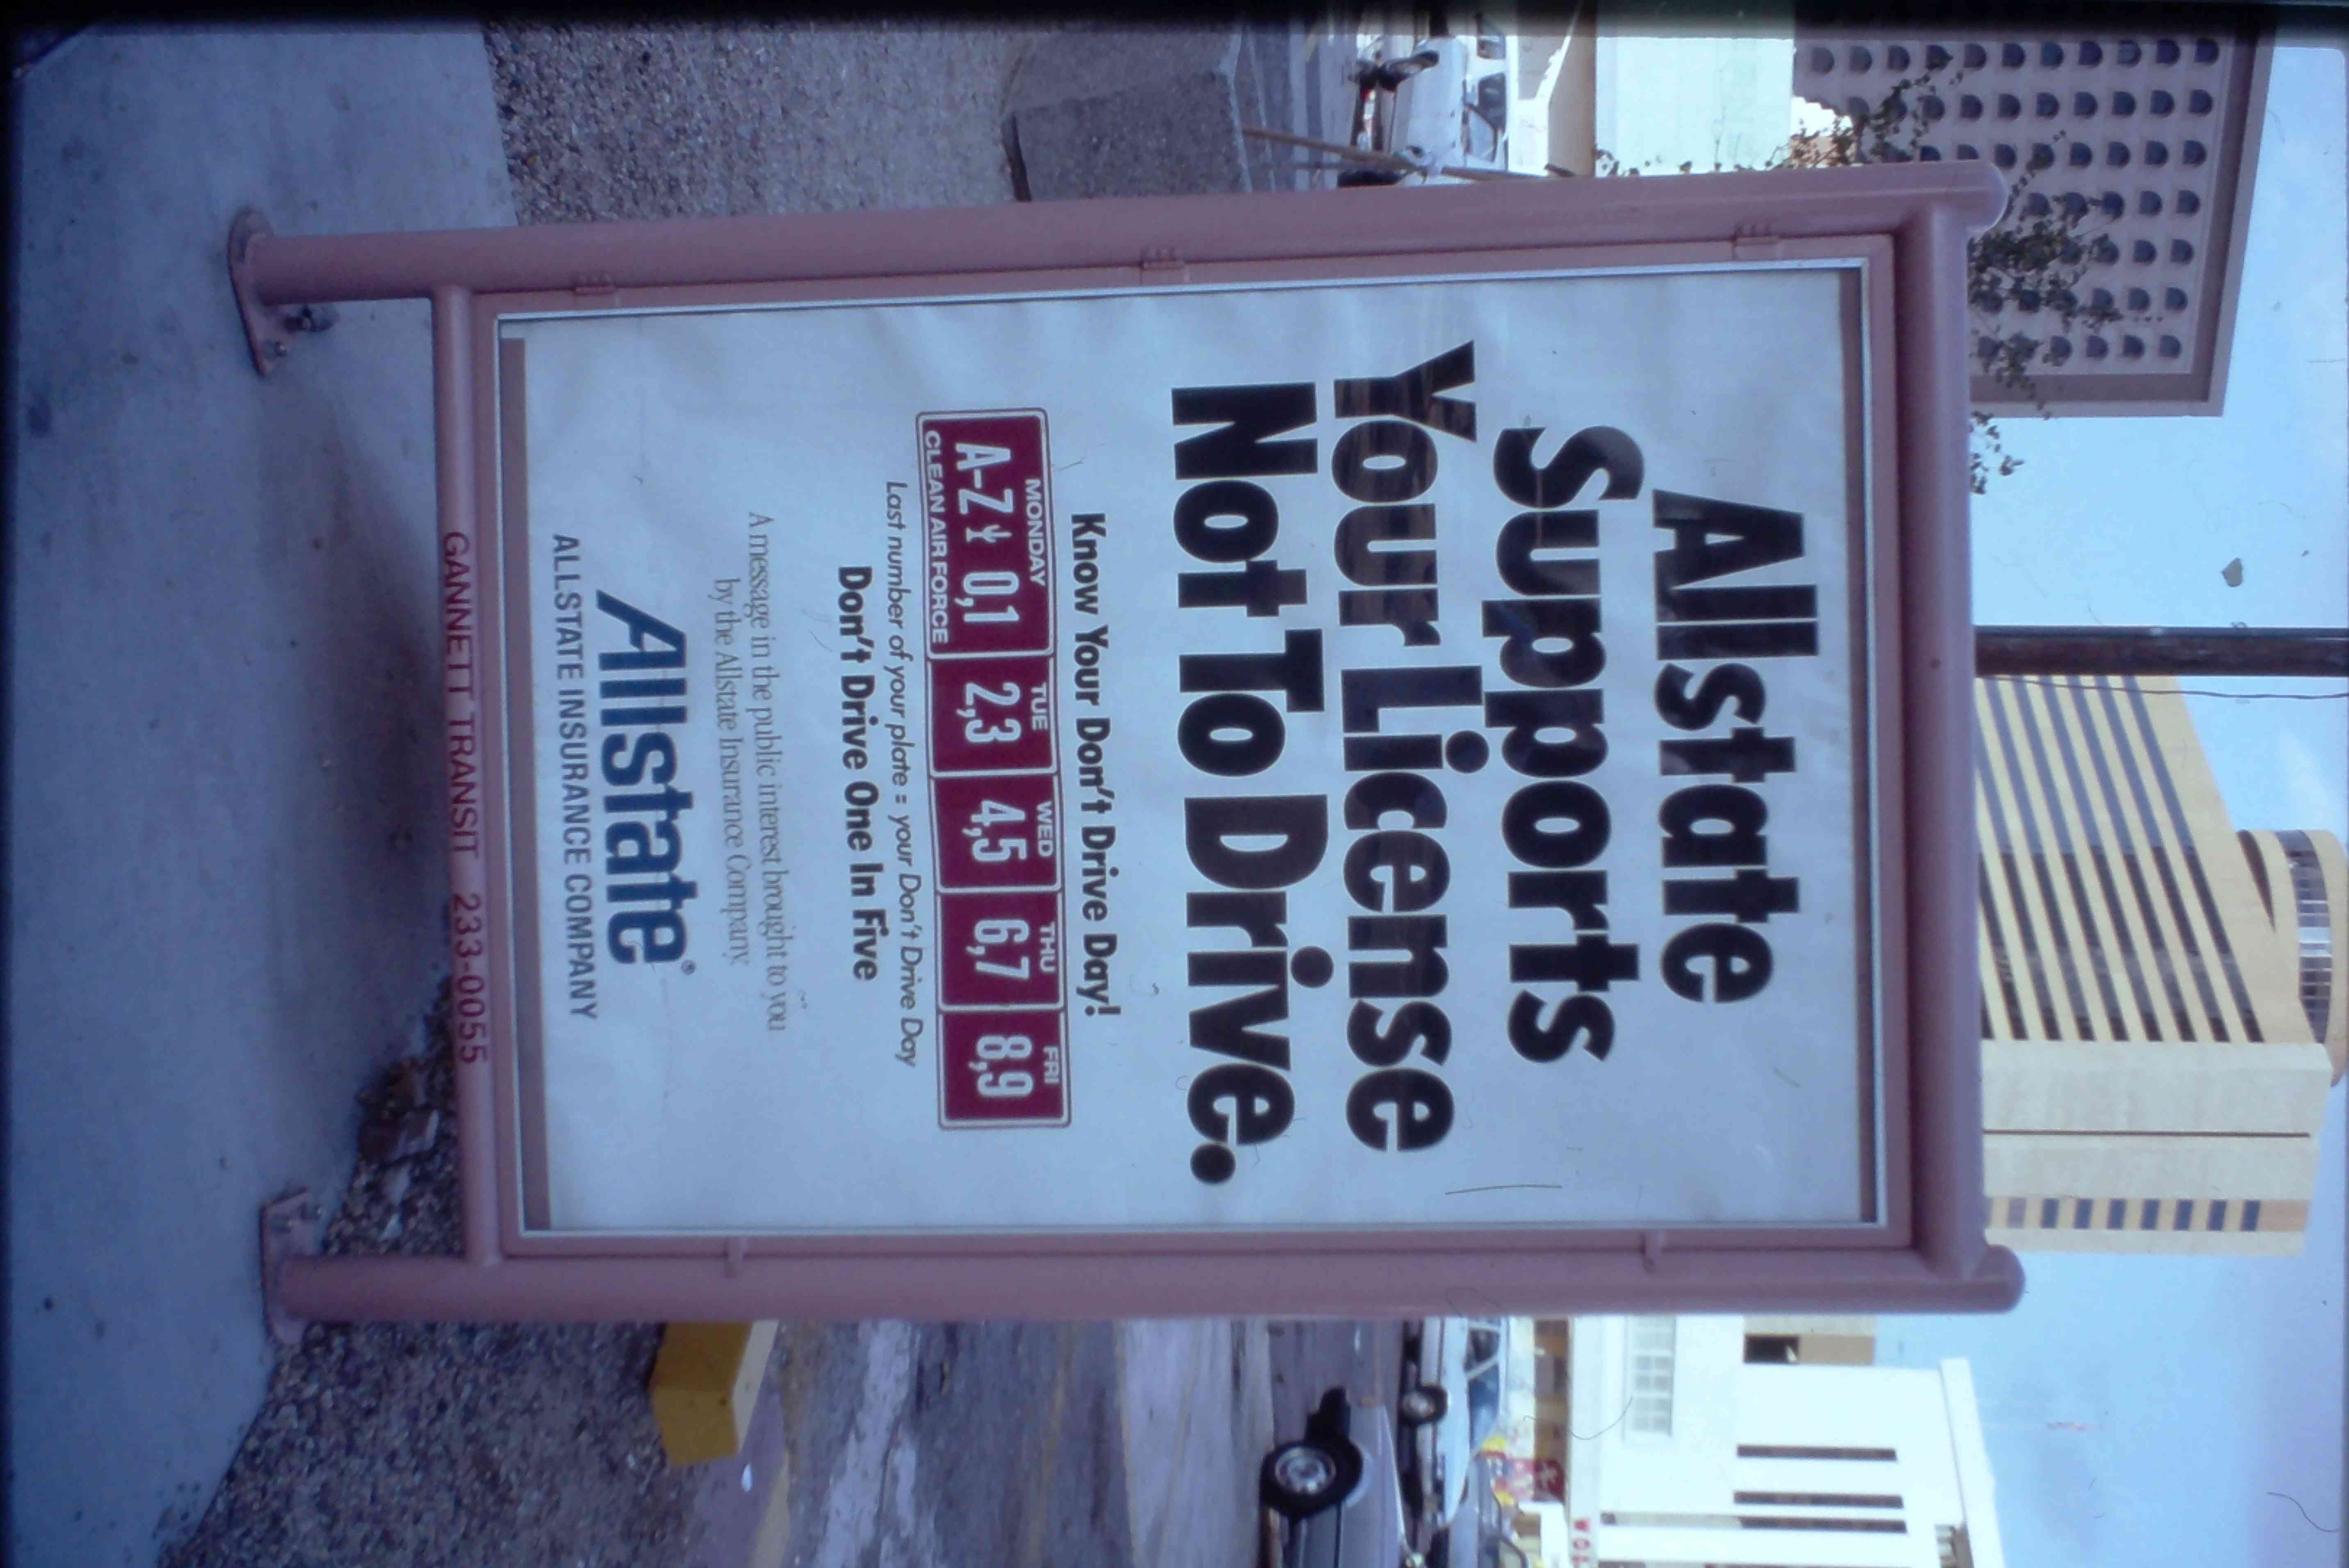 Allstate
Supports
Your License
Not To Drive.
Know Your Don't Drive Day!
MONDAY TUE WED THU FRI
A-Z 0,1 2,3 4,5 6,7 8,9
CLEAN AIR FORCE
Last number of your plate = your Don't Drive Day
Don't Drive One In Five
A message in the public interest brought to you
by the Allstate Insurance Company.
Allstate®
ALLSTATE INSURANCE COMPANY
GANNETT TRANSIT 233-0055